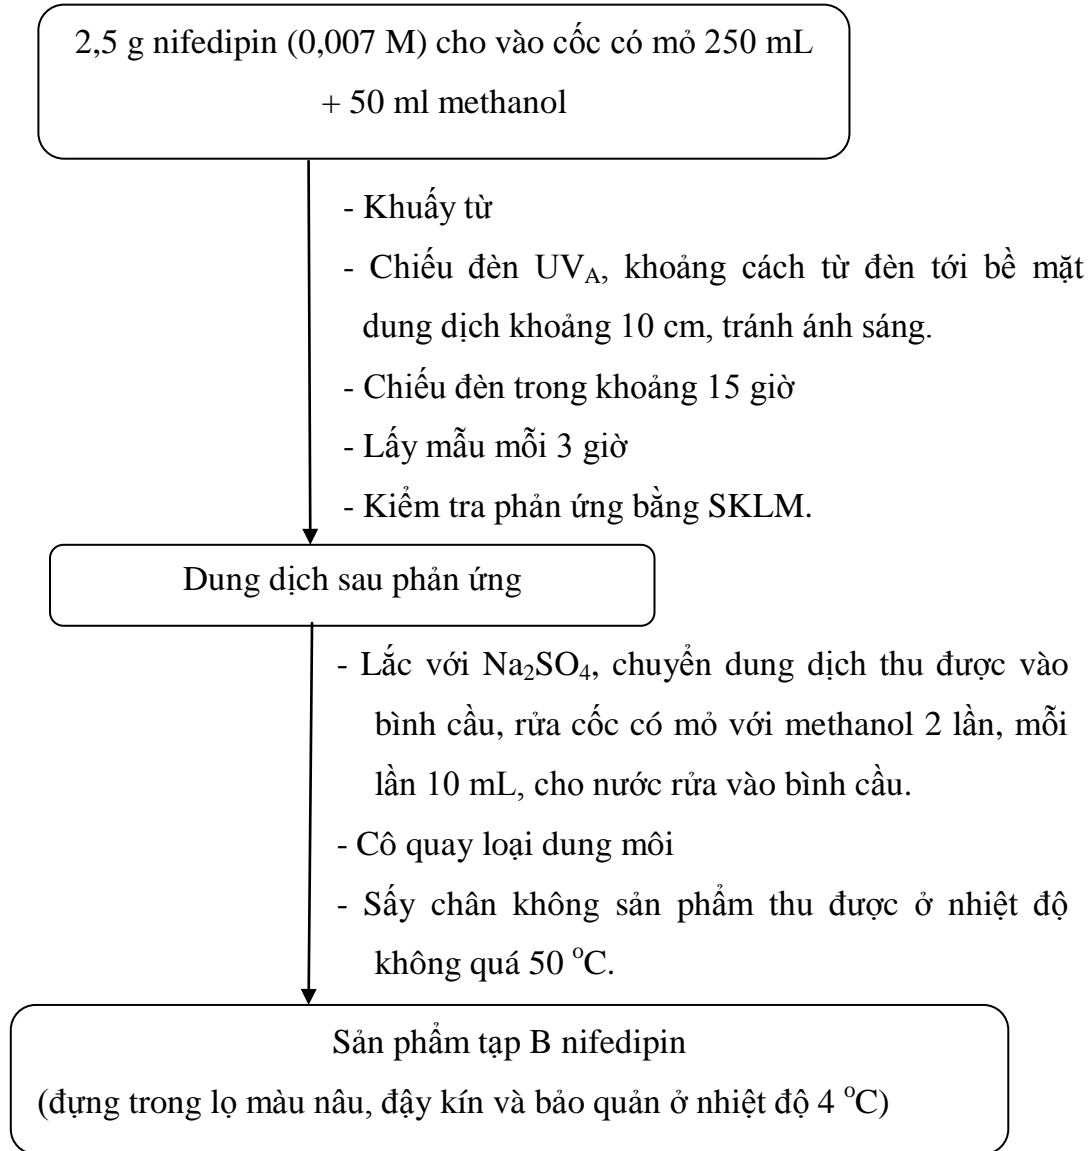 2,5 g nifedipin (0,007 M) cho vào cốc có mỏ 250 mL
+ 50 ml methanol
- Khuấy từ
- Chiếu đèn UVA, khoảng cách từ đèn tới bề mặt
dung dịch khoảng 10 cm, tránh ánh sáng.
- Chiếu đèn trong khoảng 15 giờ
- Lấy mẫu mỗi 3 giờ
- Kiểm tra phản ứng bằng SKLM.
Dung dịch sau phản ứng
- Lắc với Na2SO4, chuyển dung dịch thu được vào
bình cầu, rửa cốc có mỏ với methanol 2 lần, mỗi
lần 10 mL, cho nước rửa vào bình cầu.
- Cô quay loại dung môi
- Sấy chân không sản phẩm thu được ở nhiệt độ
không quá 50 oC.
Sản phẩm tạp B nifedipin
(đựng trong lọ màu nâu, đậy kín và bảo quản ở nhiệt độ 4 oC)